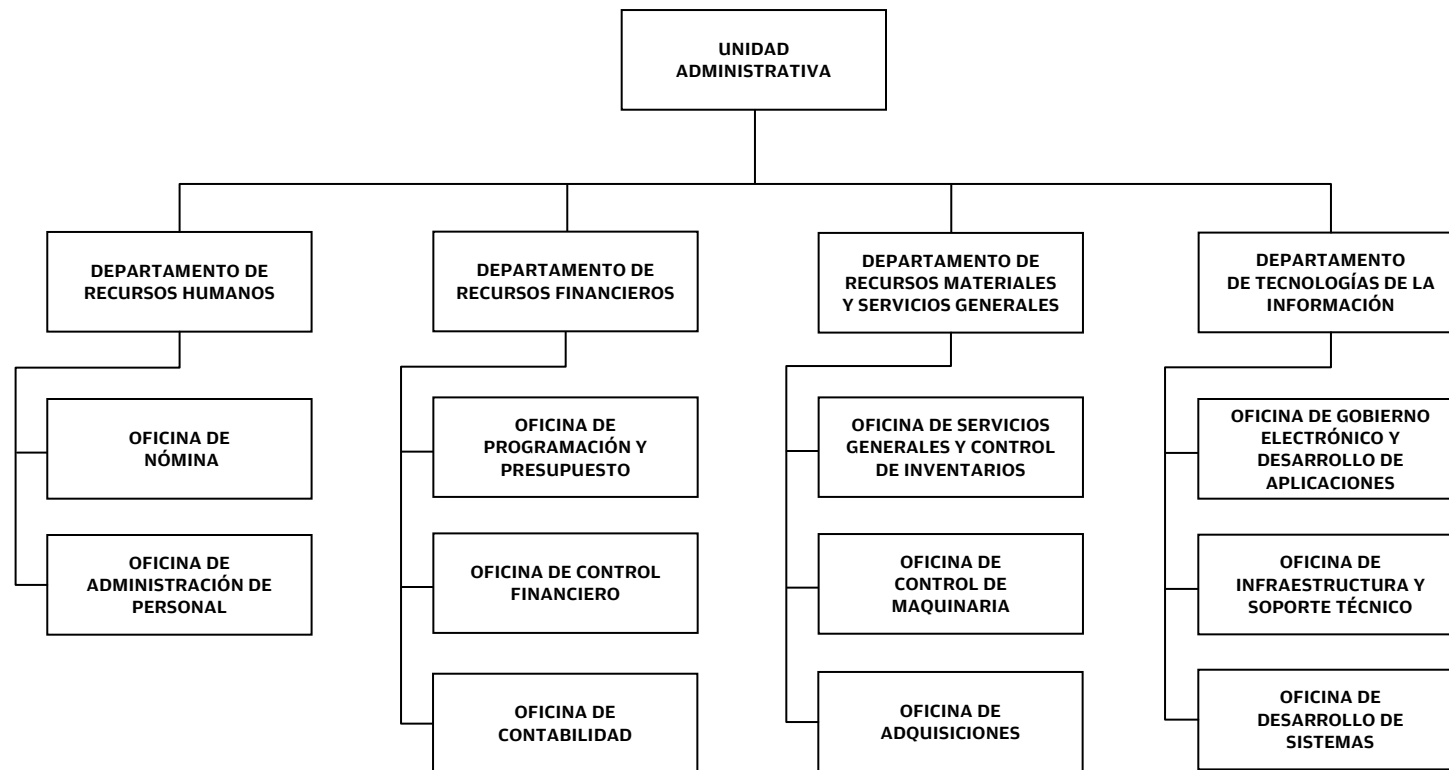 UNIDAD
ADMINISTRATIVA
DEPARTAMENTO DE
RECURSOS HUMANOS
DEPARTAMENTO DE
RECURSOS FINANCIEROS
DEPARTAMENTO DE
RECURSOS MATERIALES
Y SERVICIOS GENERALES
DEPARTAMENTO
DE TECNOLOGÍAS DE LA
INFORMACIÓN
OFICINA DE
NÓMINA
OFICINA DE
PROGRAMACIÓN Y
PRESUPUESTO
OFICINA DE SERVICIOS
GENERALES Y CONTROL
DE INVENTARIOS
OFICINA DE GOBIERNO
ELECTRÓNICO Y
DESARROLLO DE
APLICACIONES
OFICINA DE
ADMINISTRACIÓN DE
PERSONAL
OFICINA DE CONTROL
FINANCIERO
OFICINA DE
CONTROL DE
MAQUINARIA
OFICINA DE
INFRAESTRUCTURA Y
SOPORTE TÉCNICO
OFICINA DE
CONTABILIDAD
OFICINA DE
ADQUISICIONES
OFICINA DE
DESARROLLO DE
SISTEMAS